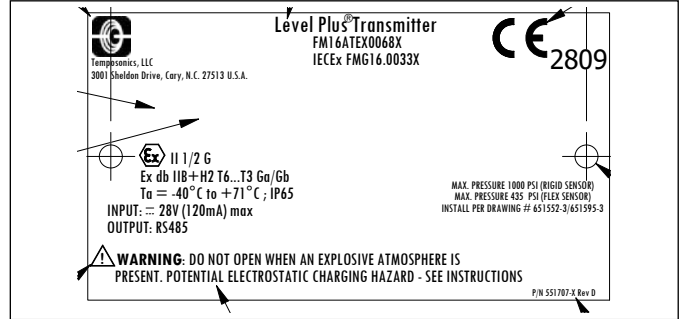 Level Plus® Transmitter
FM16ATEX0068X
IECEx FMG16.0033X
CE 2809
Temposonics, LLC
3001 Sheldon Drive, Cary, N.C. 27513 U.S.A.
Ex II 1/2 G
Ex db IIB+H2 T6...T3 Ga/Gb
Ta = -40°C to +71°C ; IP65
INPUT: ⎓ 28V (120mA) max
OUTPUT: RS485
MAX. PRESSURE 1000 PSI (RIGID SENSOR)
MAX. PRESSURE 435 PSI (FLEX SENSOR)
INSTALL PER DRAWING # 651552-3/651595-3
WARNING: DO NOT OPEN WHEN AN EXPLOSIVE ATMOSPHERE IS
PRESENT. POTENTIAL ELECTROSTATIC CHARGING HAZARD - SEE INSTRUCTIONS
P/N 551707-X Rev D